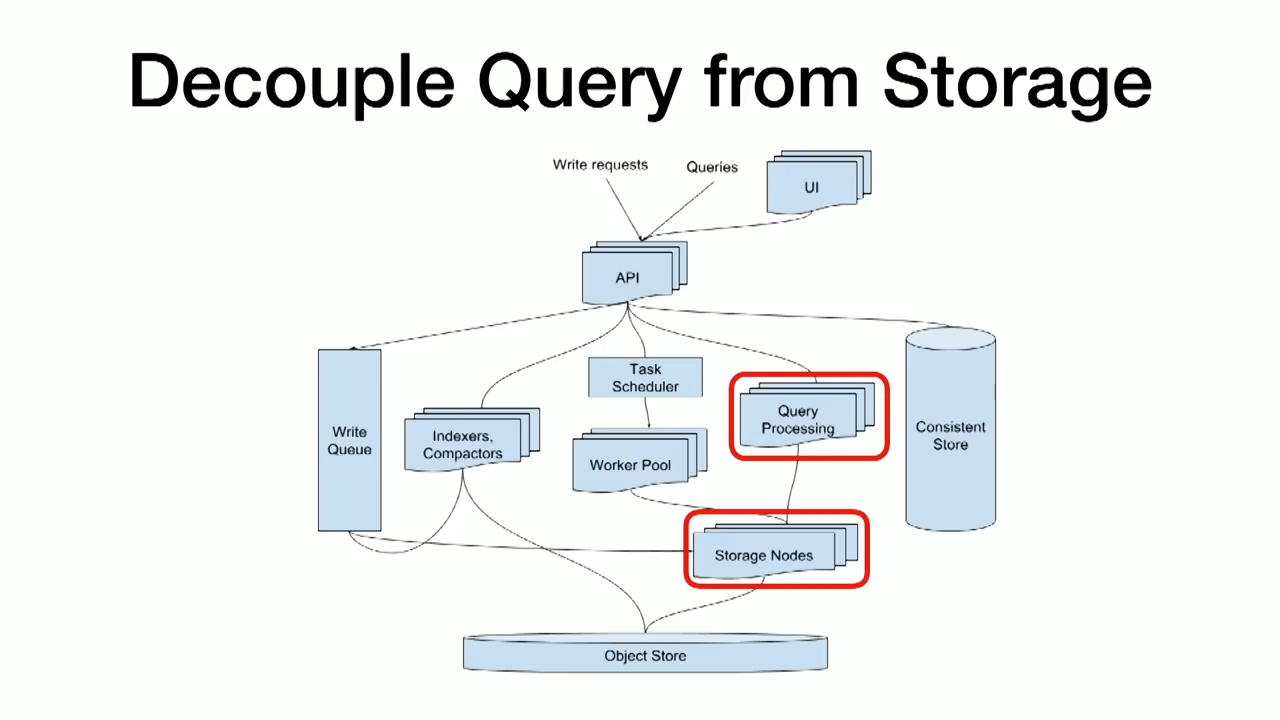 Decouple Query from Storage
Write requests
Queries
UI
API
Task
Scheduler
Query
Processing
Write
Queue
Indexers,
Compactors
Worker Pool
Consistent
Store
Storage Nodes
Object Store